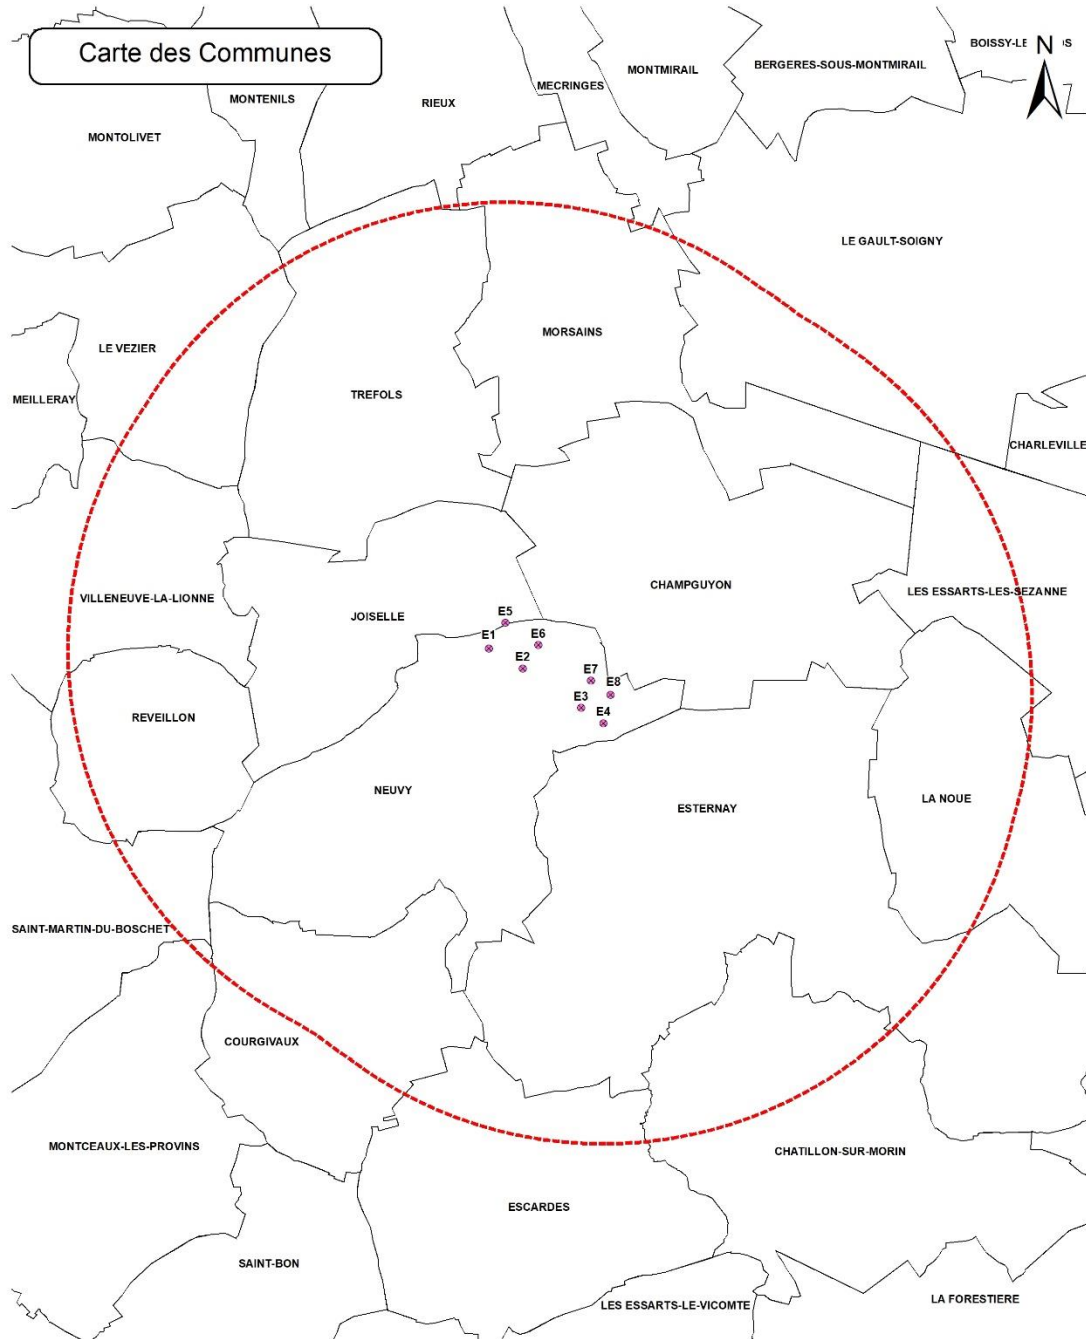 Carte des Communes
N
BOISSY-LE
S
MONTMIRAIL
BERGERES-SOUS-MONTMIRAIL
MECRINGES
MONTENILS
RIEUX
MONTOLIVET
LE GAULT-SOIGNY
MORSAINS
LE VEZIER
TREFOLS
MEILLERAY
CHARLEVILLE
CHAMPGUYON
LES ESSARTS-LES-SEZANNE
VILLENEUVE-LA-LIONNE
JOISELLE
E5
E1
E6
E2
E7
E8
E3
E4
REVEILLON
NEUVY
LA NOUE
ESTERNAY
SAINT-MARTIN-DU-BOSCHET
COURGIVAUX
MONTCEAUX-LES-PROVINS
CHATILLON-SUR-MORIN
ESCARDES
SAINT-BON
LES ESSARTS-LE-VICOMTE
LA FORESTIERE